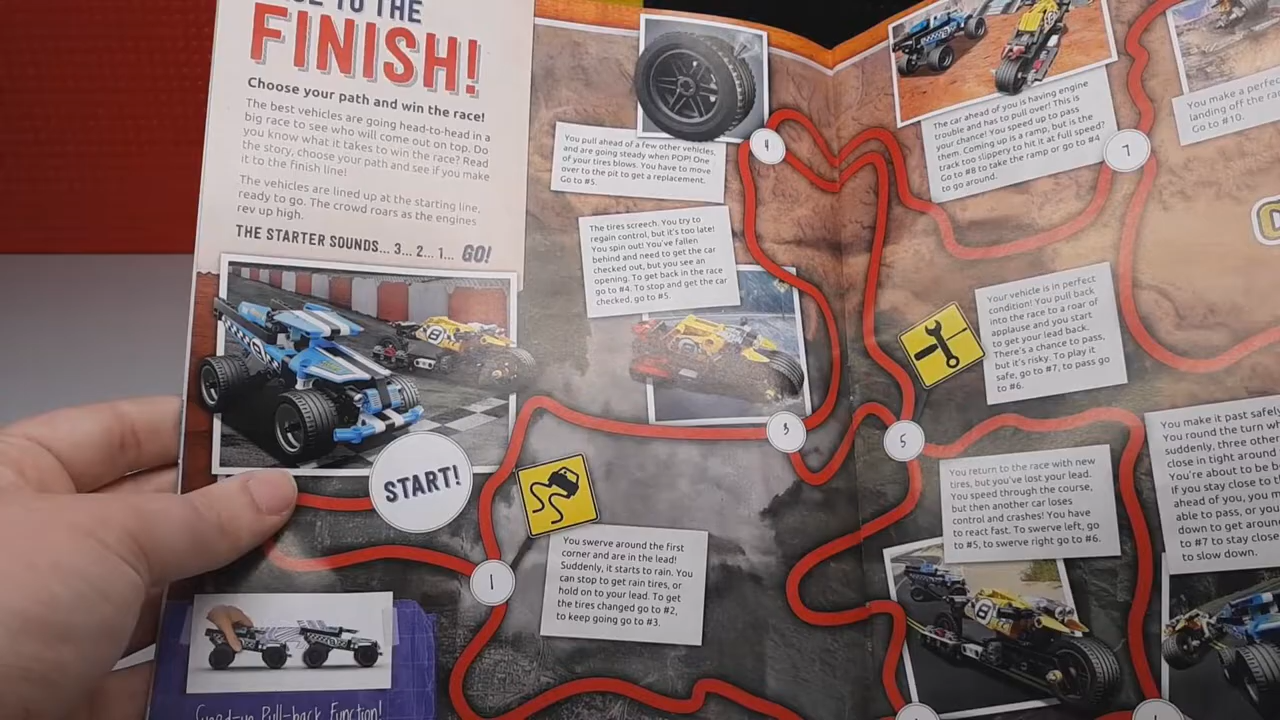 TO THE
FINISH!
Choose your path and win the race!
The best vehicles are going head-to-head in a
big race to see who will come out on top. Do
you know what it takes to win the race? Read
the story, choose your path and see if you make
it to the finish line!
The vehicles are lined up at the starting line,
ready to go. The crowd roars as the engines
rev up high.
THE STARTER SOUNDS... 3... 2... 1... GO!
START!
8
1
You swerve around the first
corner and are in the lead!
Suddenly, it starts to rain. You
can stop to get rain tires, or
hold on to your lead. To get
the tires changed go to #2,
to keep going go to #3.
Pull-back Function!
You pull ahead of a few other vehicles,
and are going steady when POP! One
of your tires blows. You have to move
over to the pit to get a replacement.
Go to #5.
4
The tires screech. You try to
regain control, but it's too late!
You spin out! You've fallen
behind and need to get the car
checked out, but you see an
opening. To get back in the race
go to #4. To stop and get the car
checked, go to #5.
8
3
The car ahead of you is having engine
trouble and has to pull over! This is
your chance! You speed up to pass
them. Coming up is a ramp, but is the
track too slippery to hit it at full speed?
Go to #8 to take the ramp or go to #4
to go around.
7
You make a perfe
landing off the ra
Go to #10.
Your vehicle is in perfect
condition! You pull back
into the race to a roar of
applause and you start
to get your lead back.
There's a chance to pass,
but it's risky. To play it
safe, go to #7, to pass go
to #6.
5
You return to the race with new
tires, but you've lost your lead.
You speed through the course,
but then another car loses
control and crashes! You have
to react fast. To swerve left, go
to #5, to swerve right go to #6.
8
You make it past safely
You round the turn wh
suddenly, three other
close in tight around
You're about to be b
If you stay close to t
ahead of you, you m
able to pass, or you
down to get around
to #7 to stay close
to slow down.